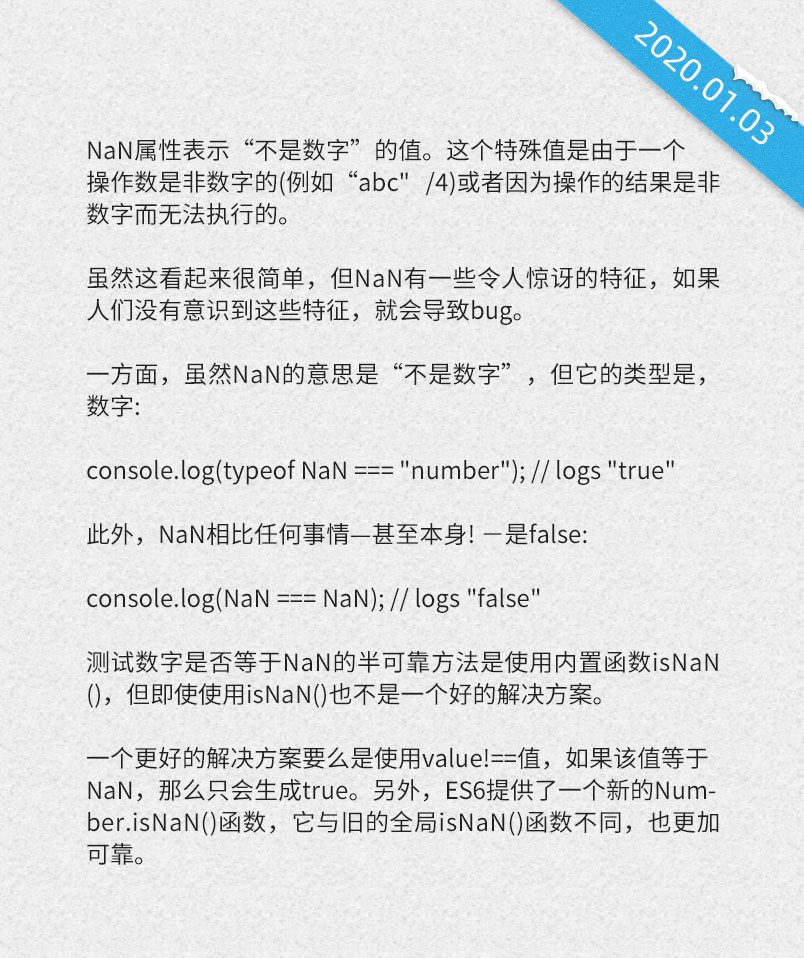 2020.01.03
NaN属性表示“不是数字”的值。这个特殊值是由于一个
操作数是非数字的(例如“abc" /4)或者因为操作的结果是非
数字而无法执行的。
虽然这看起来很简单，但NaN有一些令人惊讶的特征，如果
人们没有意识到这些特征，就会导致bug。
一方面，虽然NaN的意思是“不是数字”，但它的类型是，
数字:
console.log(typeof NaN === "number"); // logs "true"
此外，NaN相比任何事情—甚至本身! －是false:
console.log(NaN === NaN); // logs "false"
测试数字是否等于NaN的半可靠方法是使用内置函数isNaN
()，但即使使用isNaN()也不是一个好的解决方案。
一个更好的解决方案要么是使用value!==值，如果该值等于
NaN，那么只会生成true。另外，ES6提供了一个新的Num-
ber.isNaN()函数，它与旧的全局isNaN()函数不同，也更加
可靠。